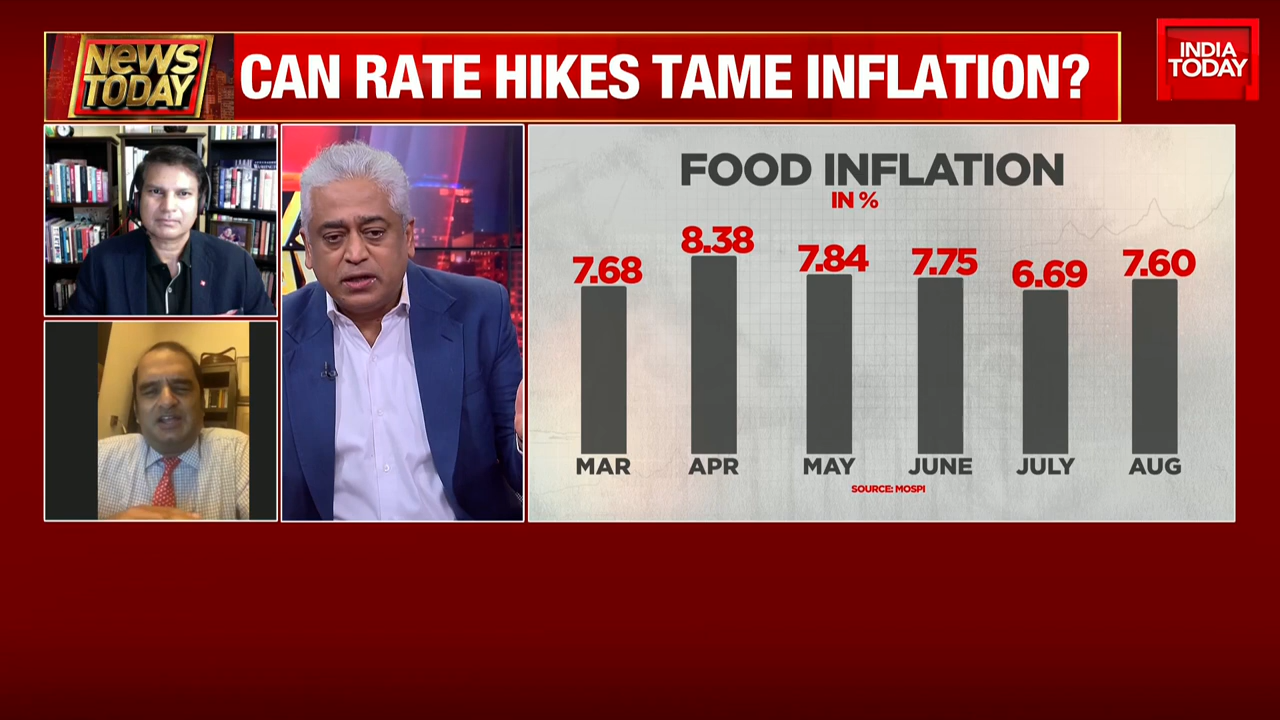 NEWS
TODAY
CAN RATE HIKES TAME INFLATION?
INDIA
TODAY
FOOD INFLATION
IN %
7.68
8.38
7.84
7.75
6.69
7.60
MAR
APR
MAY
JUNE
JULY
AUG
SOURCE: MOSPI